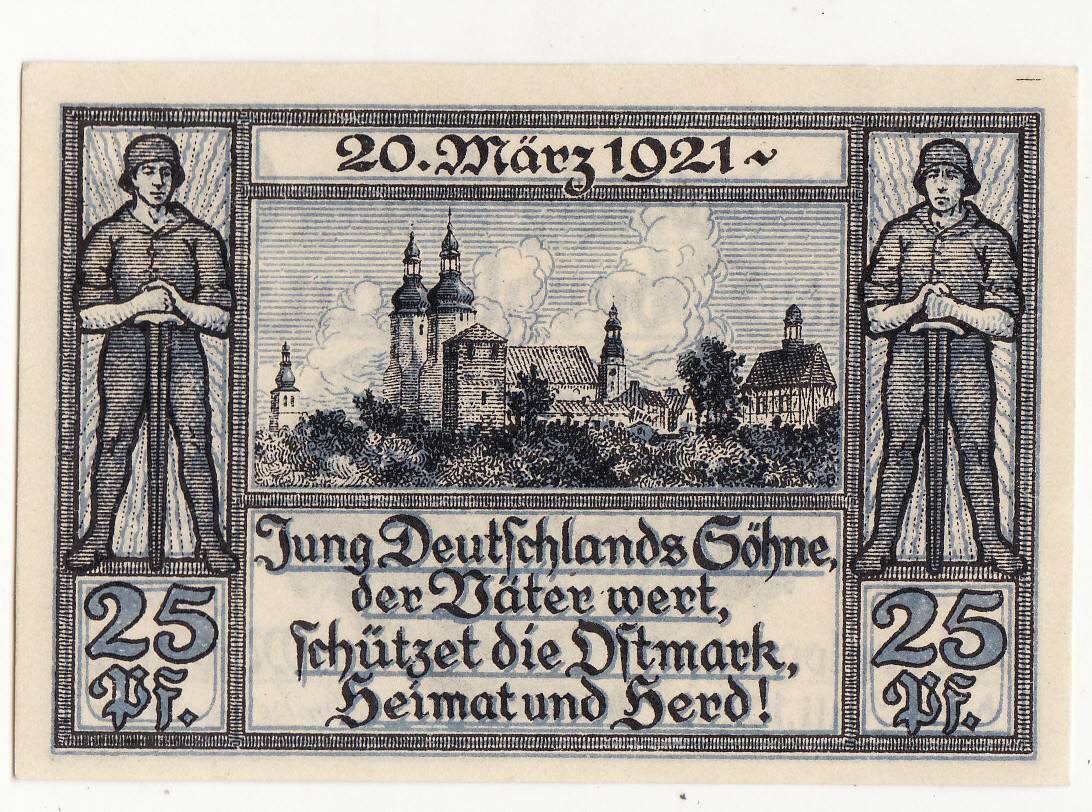 20. März 1921 ~
Jung Deutschlands Söhne,
der Väter wert,
schützet die Ostmark,
Heimat und Herd!
25
Pf.
25
Pf.